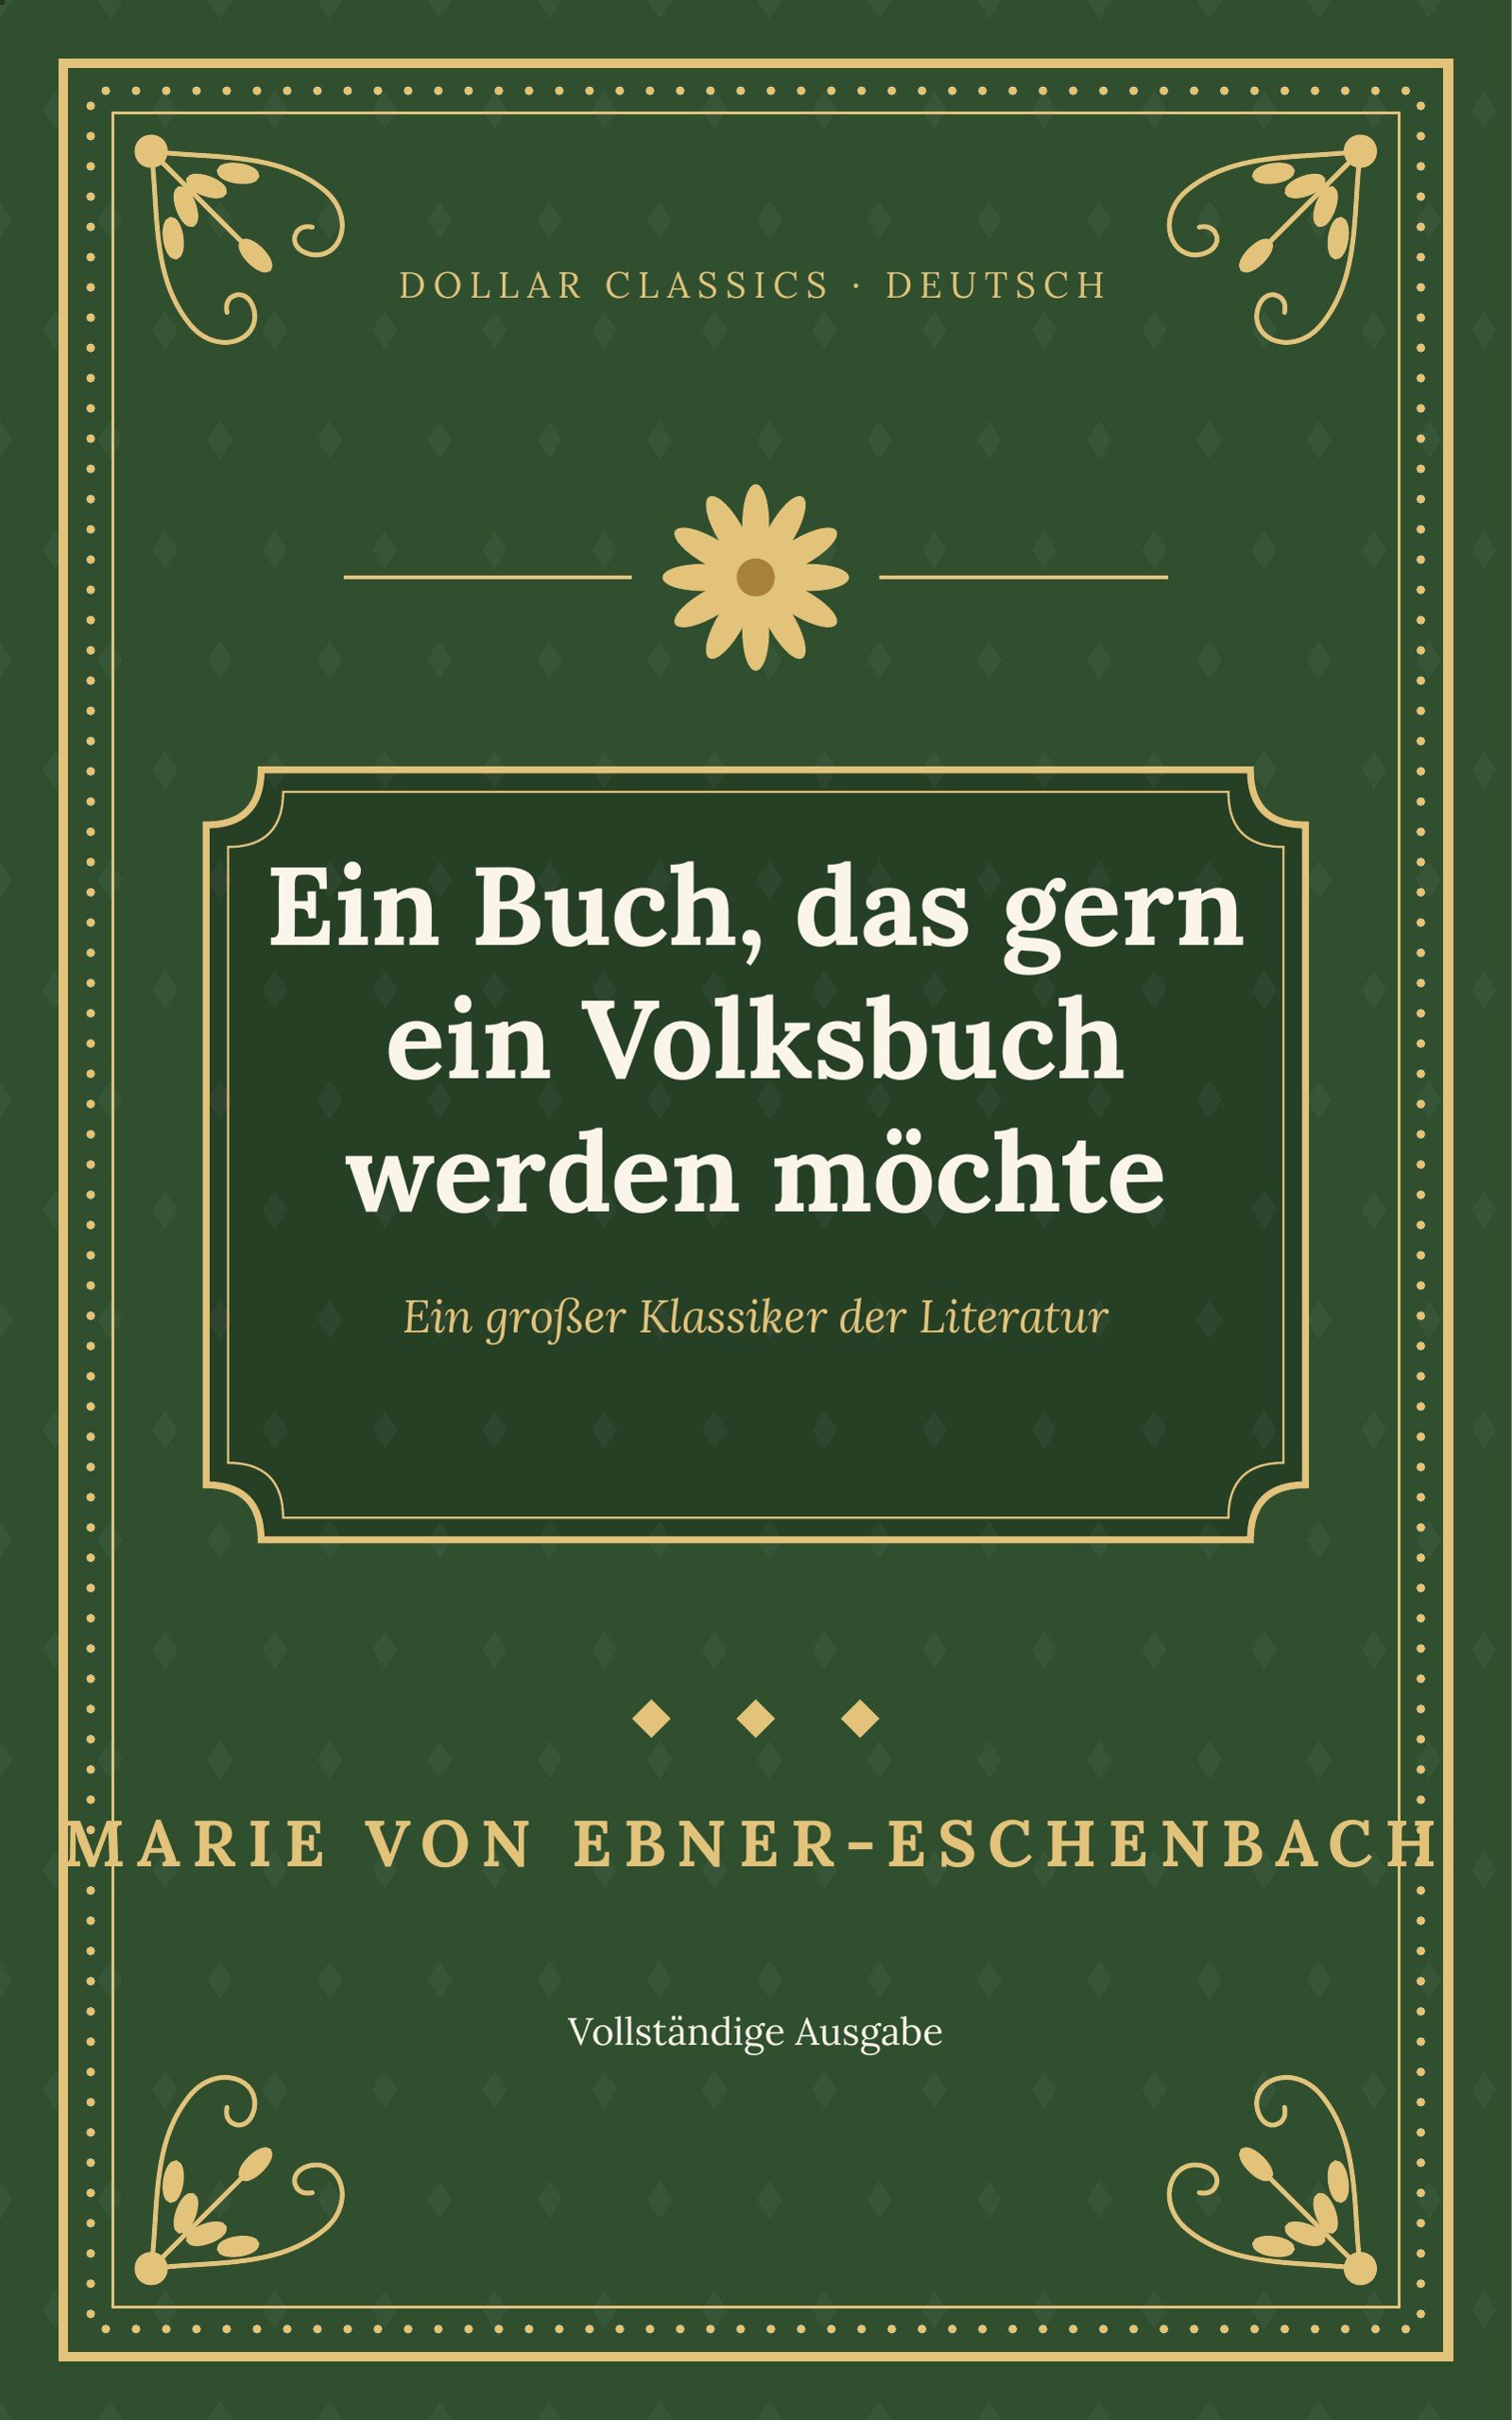 DOLLAR CLASSICS · DEUTSCH
Ein Buch, das gern
ein Volksbuch
werden möchte
Ein großer Klassiker der Literatur
MARIE VON EBNER-ESCHENBACH
Vollständige Ausgabe